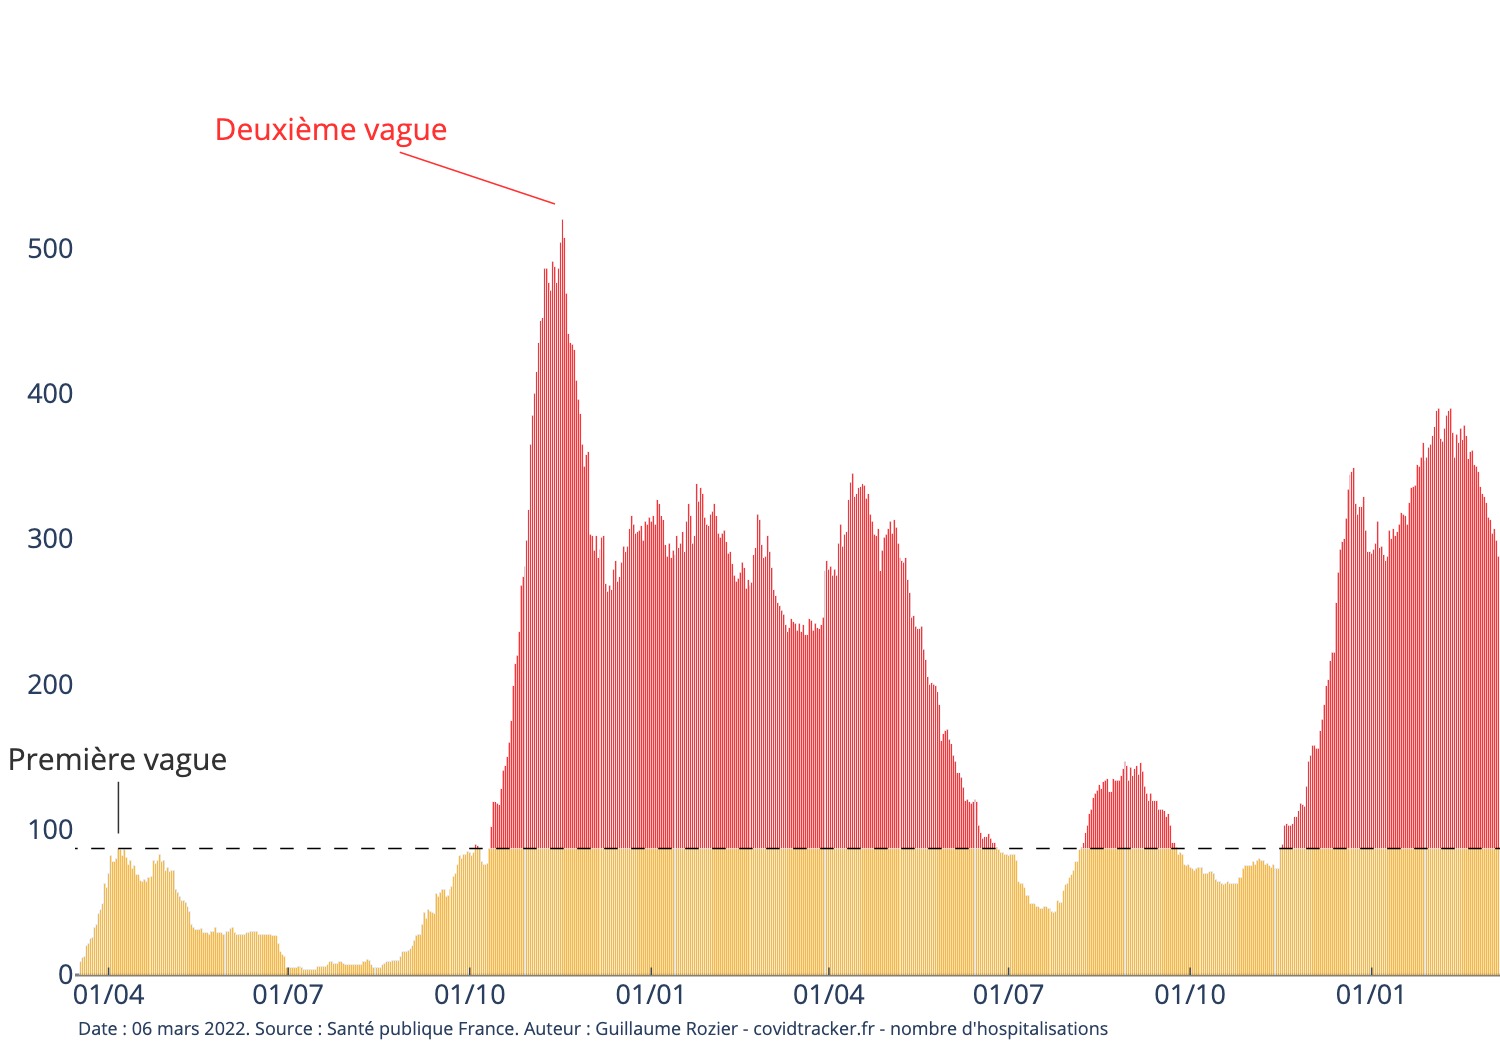 Deuxième vague
500
400
300
200
Première vague
100
0
01/04 01/07 01/10 01/01 01/04 01/07 01/10 01/01
Date : 06 mars 2022. Source : Santé publique France. Auteur : Guillaume Rozier - covidtracker.fr - nombre d'hospitalisations